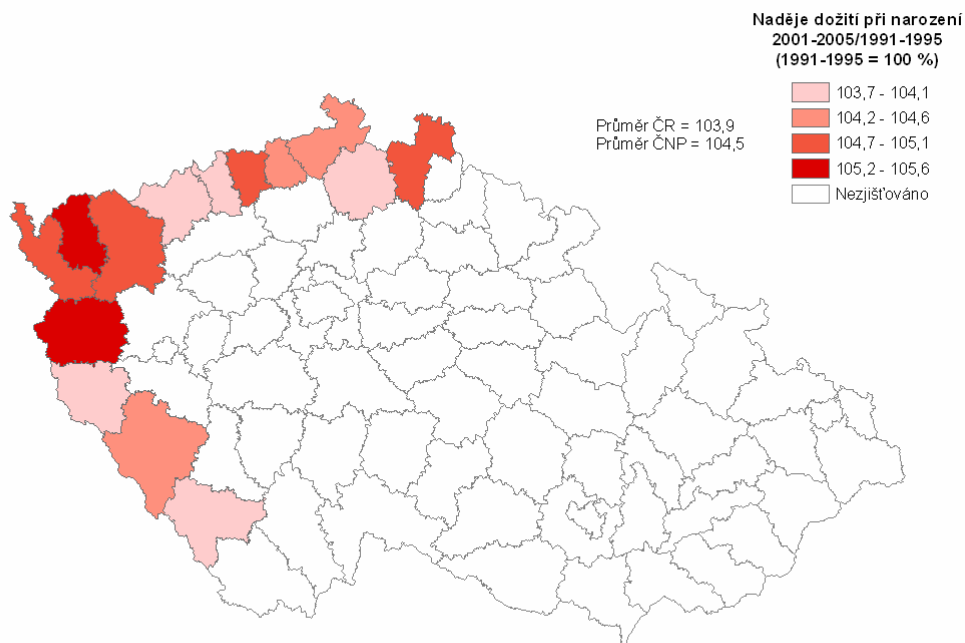 Naděje dožití při narození
2001-2005/1991-1995
(1991-1995 = 100 %)
103,7 - 104,1
104,2 - 104,6
104,7 - 105,1
105,2 - 105,6
Nezjišťováno
Průměr ČR = 103,9
Průměr ČNP = 104,5